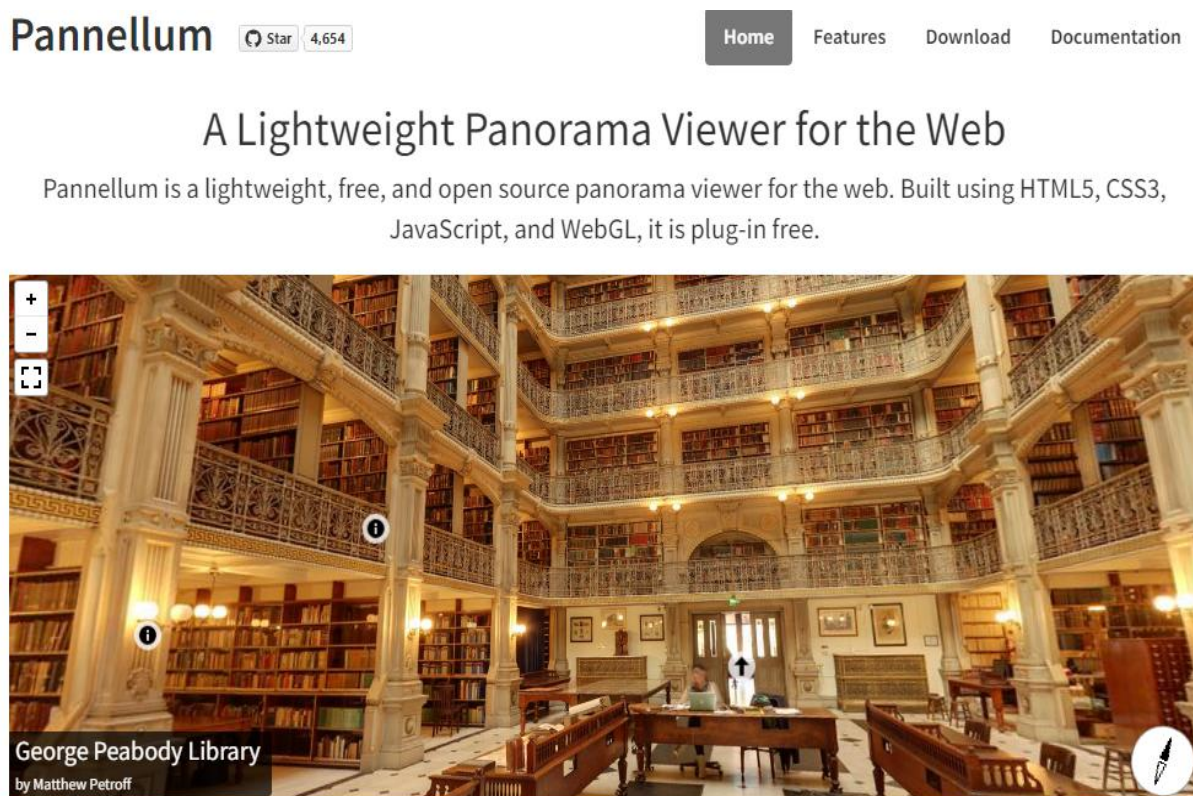 Pannellum
Star 4,654
Home Features Download Documentation
A Lightweight Panorama Viewer for the Web
Pannellum is a lightweight, free, and open source panorama viewer for the web. Built using HTML5, CSS3,
JavaScript, and WebGL, it is plug-in free.
+
-
i
i
George Peabody Library
by Matthew Petroff